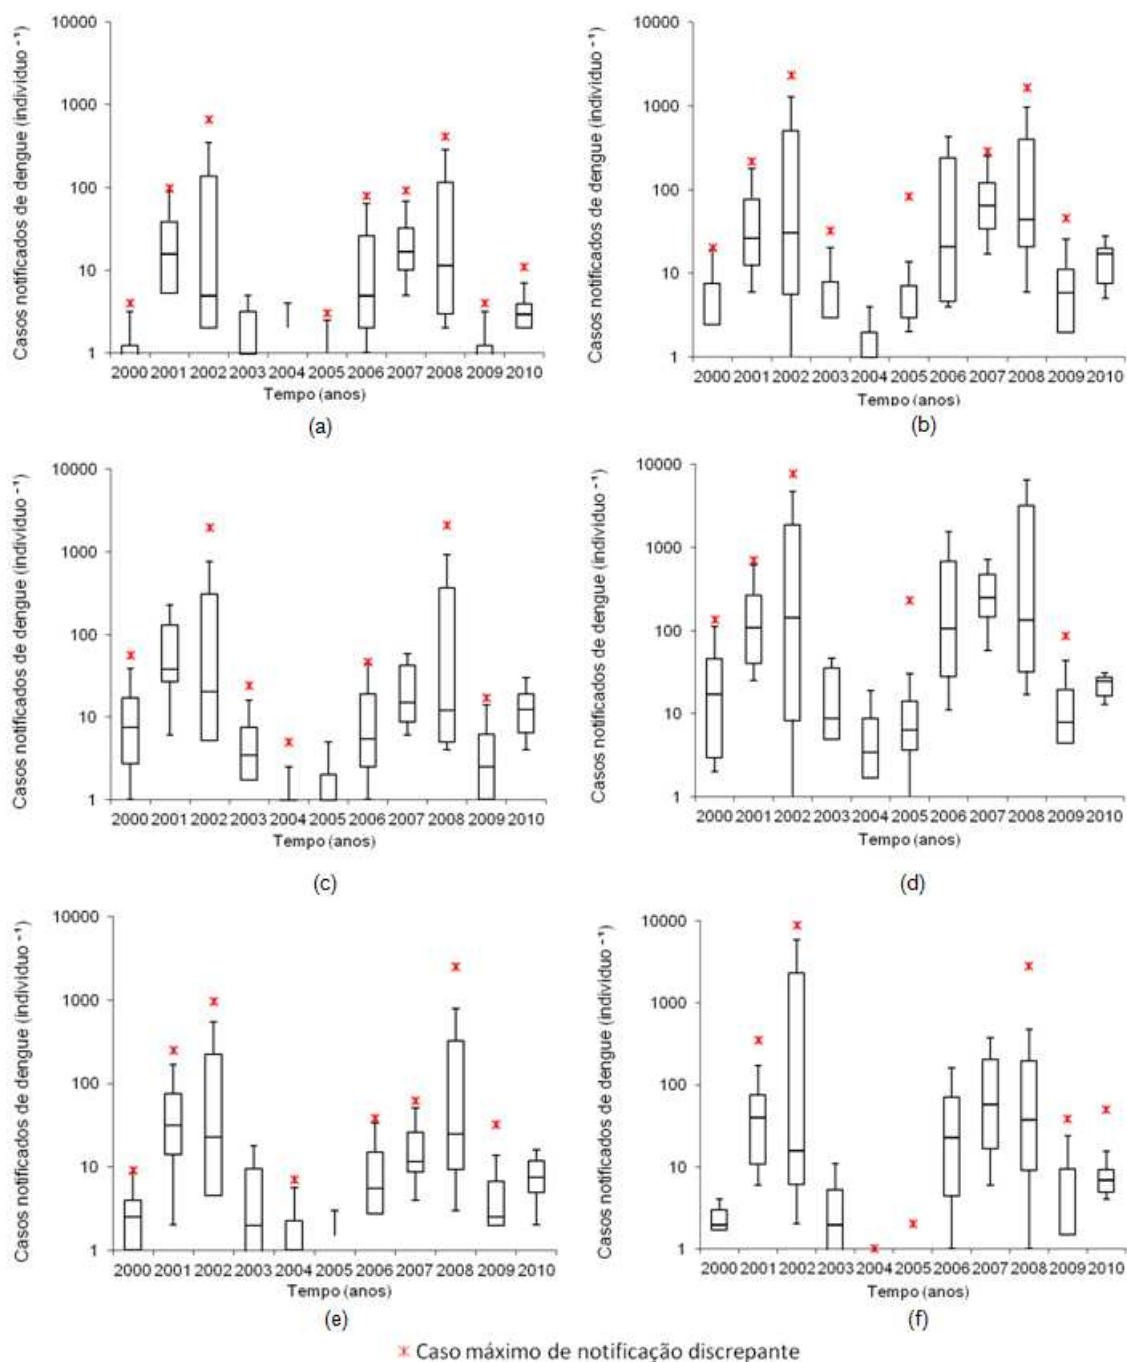 Casos notificados de dengue (indivíduo ⁻¹)
10000
1000
100
10
1
2000 2001 2002 2003 2004 2005 2006 2007 2008 2009 2010
Tempo (anos)
(a)
Casos notificados de dengue (indivíduo ⁻¹)
10000
1000
100
10
1
2000 2001 2002 2003 2004 2005 2006 2007 2008 2009 2010
Tempo (anos)
(b)
Casos notificados de dengue (indivíduo ⁻¹)
10000
1000
100
10
1
2000 2001 2002 2003 2004 2005 2006 2007 2008 2009 2010
Tempo (anos)
(c)
Casos notificados de dengue (indivíduo ⁻¹)
10000
1000
100
10
1
2000 2001 2002 2003 2004 2005 2006 2007 2008 2009 2010
Tempo (anos)
(d)
Casos notificados de dengue (indivíduo ⁻¹)
10000
1000
100
10
1
2000 2001 2002 2003 2004 2005 2006 2007 2008 2009 2010
Tempo (anos)
(e)
Casos notificados de dengue (indivíduo ⁻¹)
10000
1000
100
10
1
2000 2001 2002 2003 2004 2005 2006 2007 2008 2009 2010
Tempo (anos)
(f)
Caso máximo de notificação discrepante